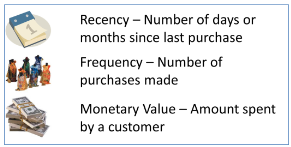 1
Recency – Number of days or
months since last purchase
Frequency – Number of
purchases made
Monetary Value – Amount spent
by a customer